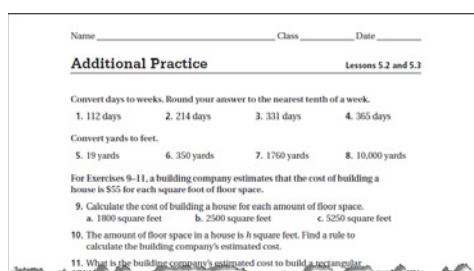 Name Class Date
Additional Practice Lessons 5.2 and 5.3
Convert days to weeks. Round your answer to the nearest tenth of a week.
1. 112 days 2. 214 days 3. 331 days 4. 365 days
Convert yards to feet.
5. 19 yards 6. 350 yards 7. 1760 yards 8. 10,000 yards
For Exercises 9–11, a building company estimates that the cost of building a
house is $55 for each square foot of floor space.
9. Calculate the cost of building a house for each amount of floor space.
a. 1800 square feet b. 2500 square feet c. 5250 square feet
10. The amount of floor space in a house is h square feet. Find a rule to
calculate the building company's estimated cost.
11. What is the building company's estimated cost to build a rectangular